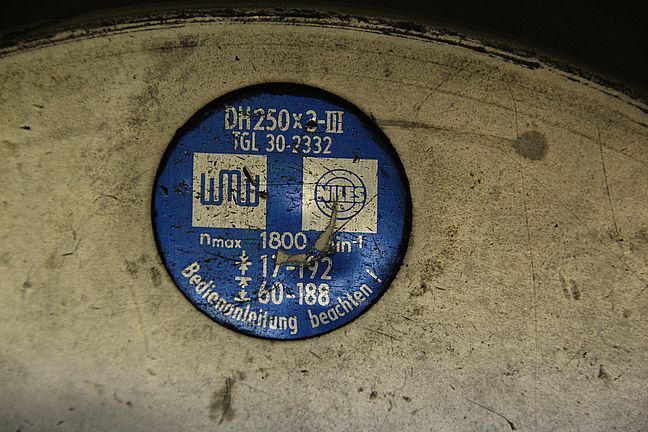 DH250x3-III
TGL 30-2332
WMW NILES
nmax 1800 min-1
17-192
60-188
Bedienanleitung beachten!